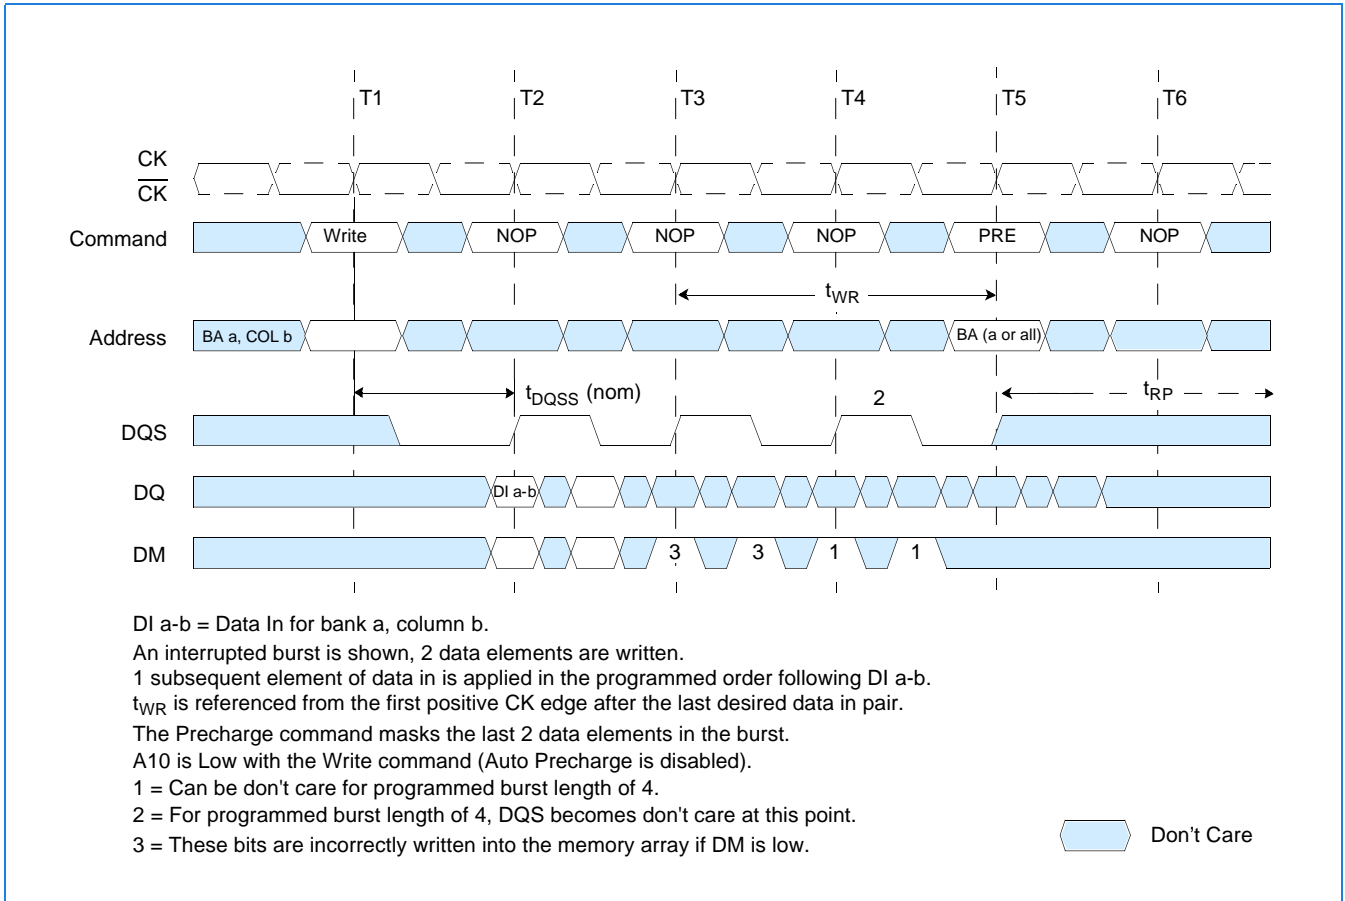 T1 T2 T3 T4 T5 T6
CK
CK
Command Write NOP NOP NOP PRE NOP
tWR
Address BA a, COL b BA (a or all)
tDQSS (nom) 2 tRP
DQS
DQ DI a-b
DM 3 3 1 1
DI a-b = Data In for bank a, column b.
An interrupted burst is shown, 2 data elements are written.
1 subsequent element of data in is applied in the programmed order following DI a-b.
tWR is referenced from the first positive CK edge after the last desired data in pair.
The Precharge command masks the last 2 data elements in the burst.
A10 is Low with the Write command (Auto Precharge is disabled).
1 = Can be don't care for programmed burst length of 4.
2 = For programmed burst length of 4, DQS becomes don't care at this point.
3 = These bits are incorrectly written into the memory array if DM is low.
Don't Care